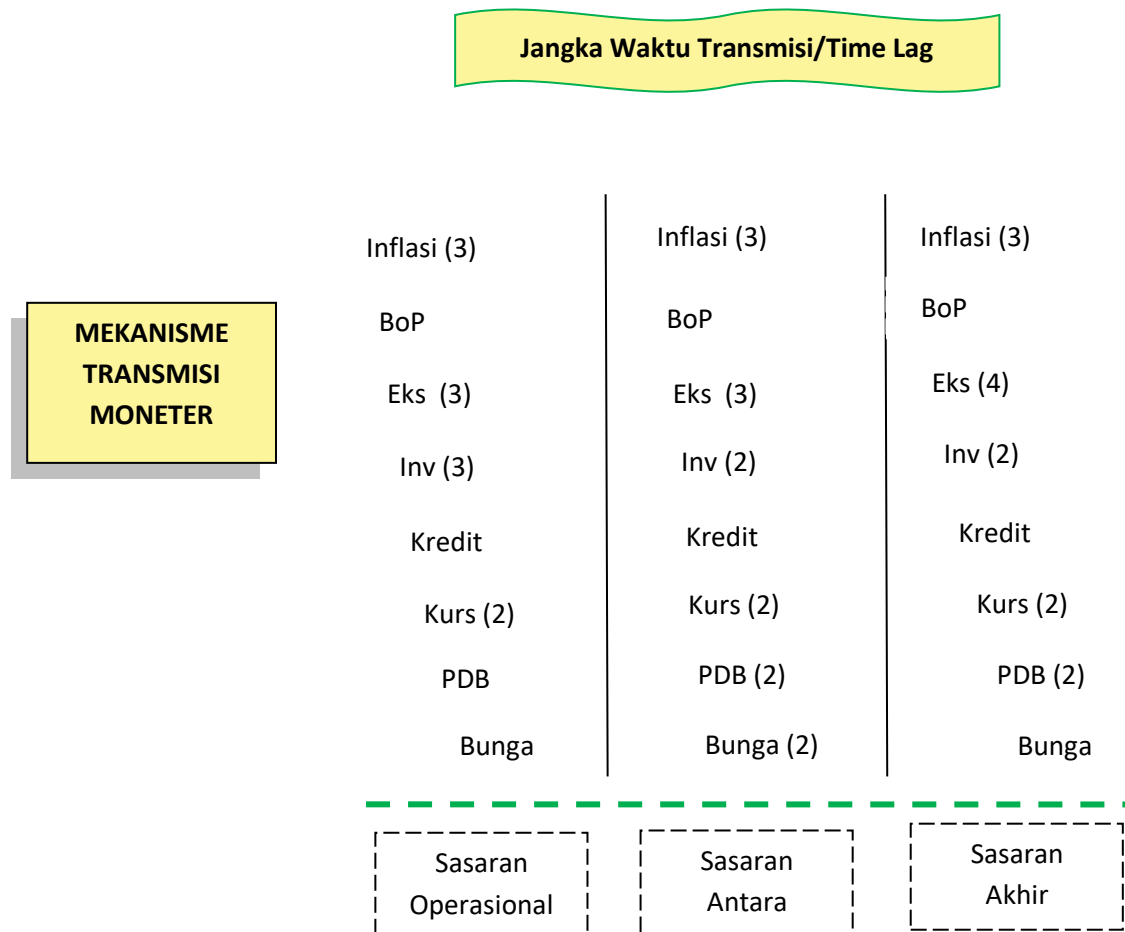 Jangka Waktu Transmisi/Time Lag
MEKANISME
TRANSMISI
MONETER
Inflasi (3)
BoP
Eks  (3)
Inv (3)
Kredit
Kurs (2)
PDB
Bunga
Inflasi (3)
BoP
Eks  (3)
Inv (2)
Kredit
Kurs (2)
PDB (2)
Bunga (2)
Inflasi (3)
BoP
Eks (4)
Inv (2)
Kredit
Kurs (2)
PDB (2)
Bunga
Sasaran
Operasional
Sasaran
Antara
Sasaran
Akhir